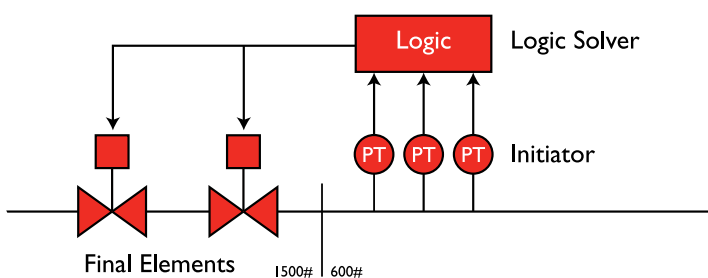 Logic
Logic Solver
PT
PT
PT
Initiator
Final Elements
1500#
600#